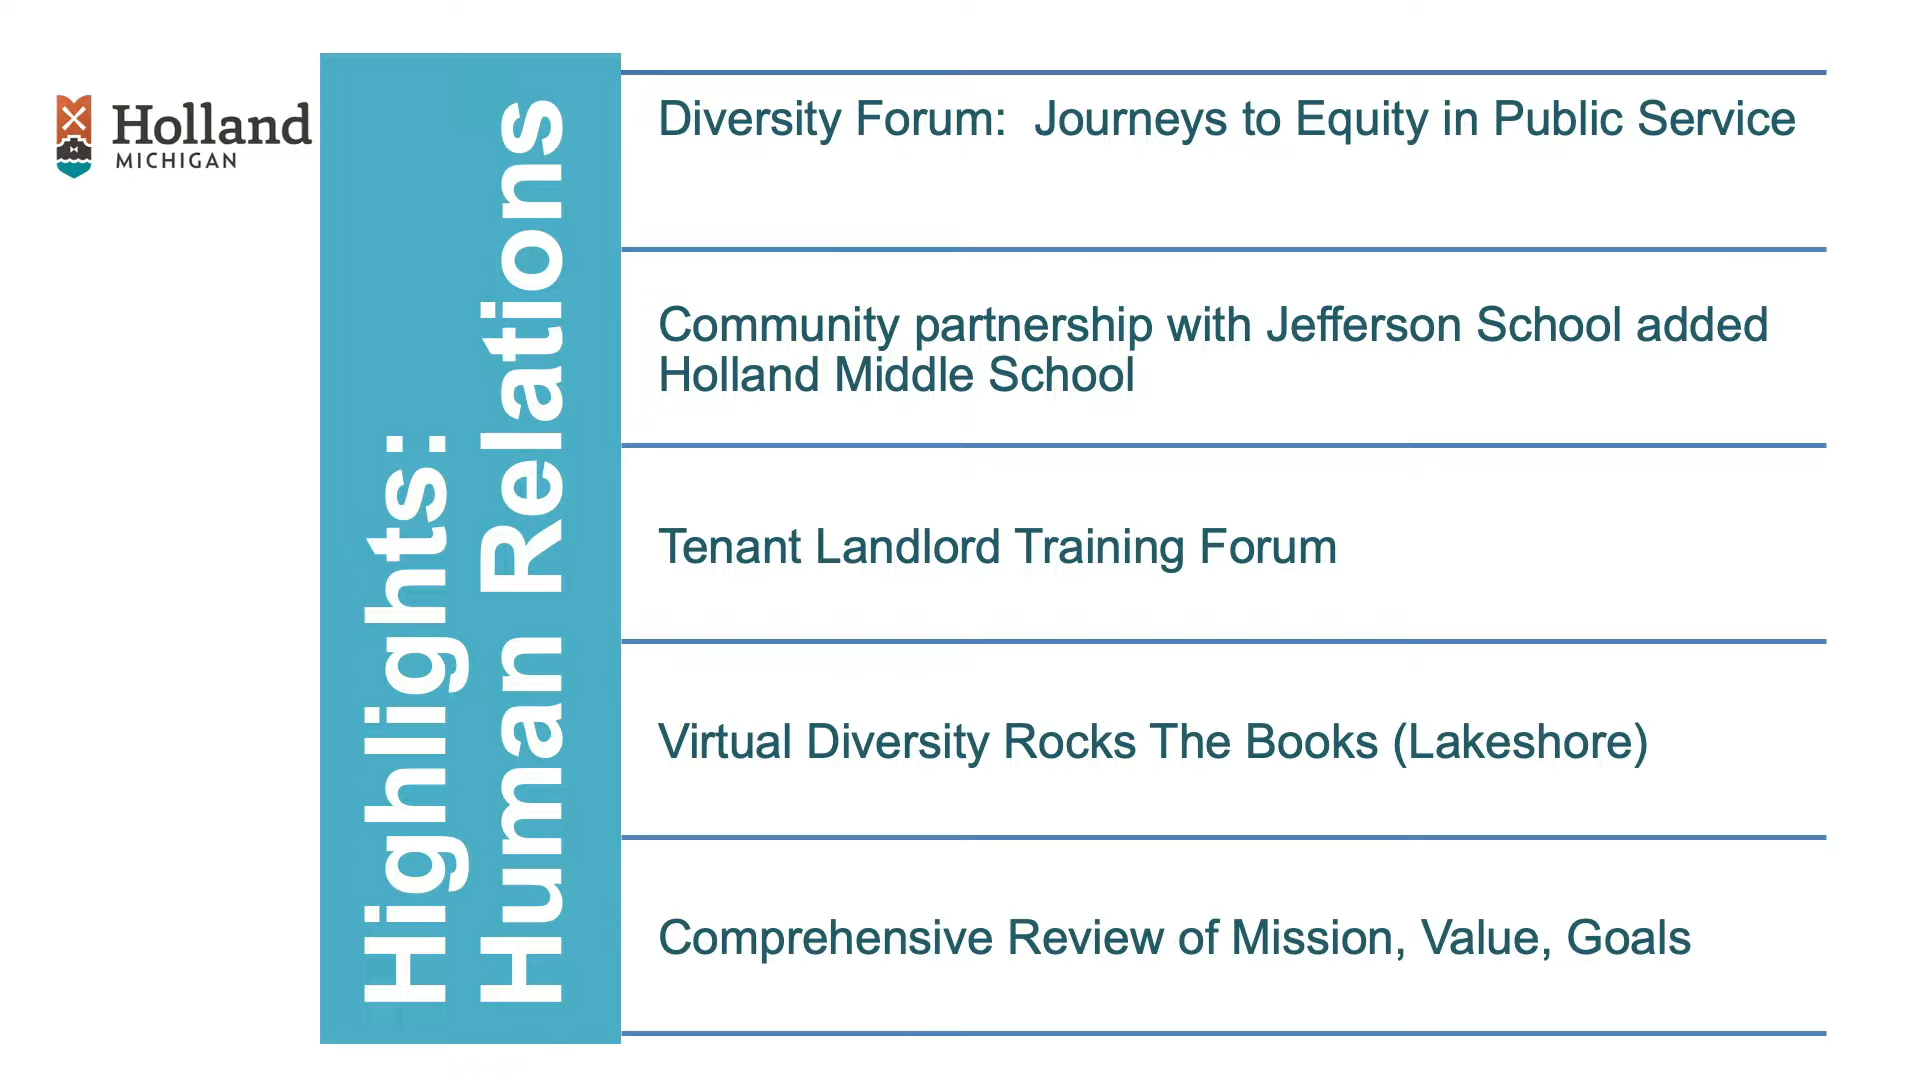 Holland
MICHIGAN
Highlights:
Human Relations
Diversity Forum:  Journeys to Equity in Public Service
Community partnership with Jefferson School added
Holland Middle School
Tenant Landlord Training Forum
Virtual Diversity Rocks The Books (Lakeshore)
Comprehensive Review of Mission, Value, Goals